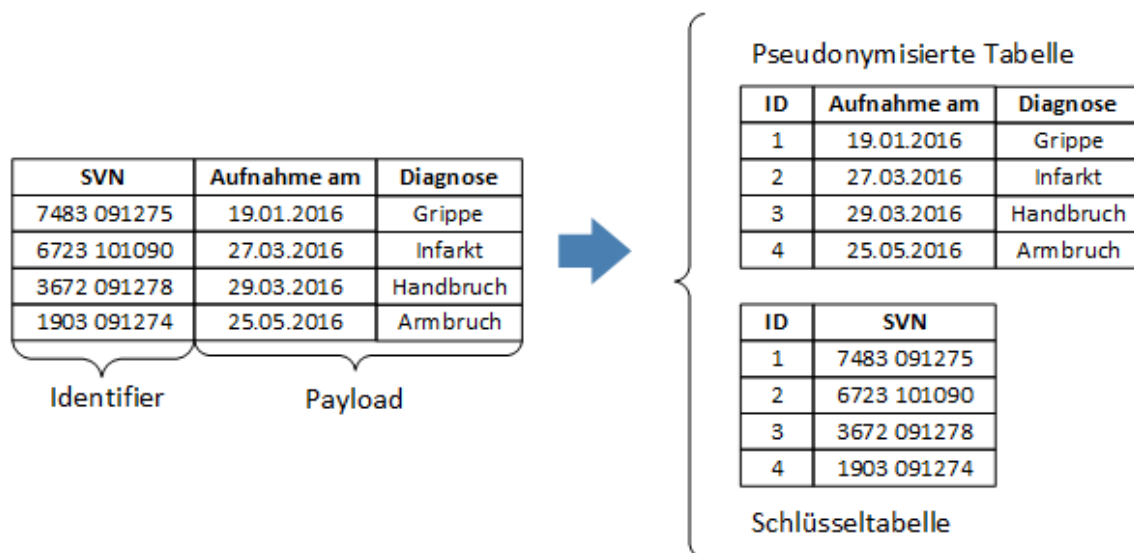 SVN Aufnahme am Diagnose
7483 091275 19.01.2016 Grippe
6723 101090 27.03.2016 Infarkt
3672 091278 29.03.2016 Handbruch
1903 091274 25.05.2016 Armbruch
Identifier Payload
Pseudonymisierte Tabelle
ID Aufnahme am Diagnose
1 19.01.2016 Grippe
2 27.03.2016 Infarkt
3 29.03.2016 Handbruch
4 25.05.2016 Armbruch
ID SVN
1 7483 091275
2 6723 101090
3 3672 091278
4 1903 091274
Schlüsseltabelle